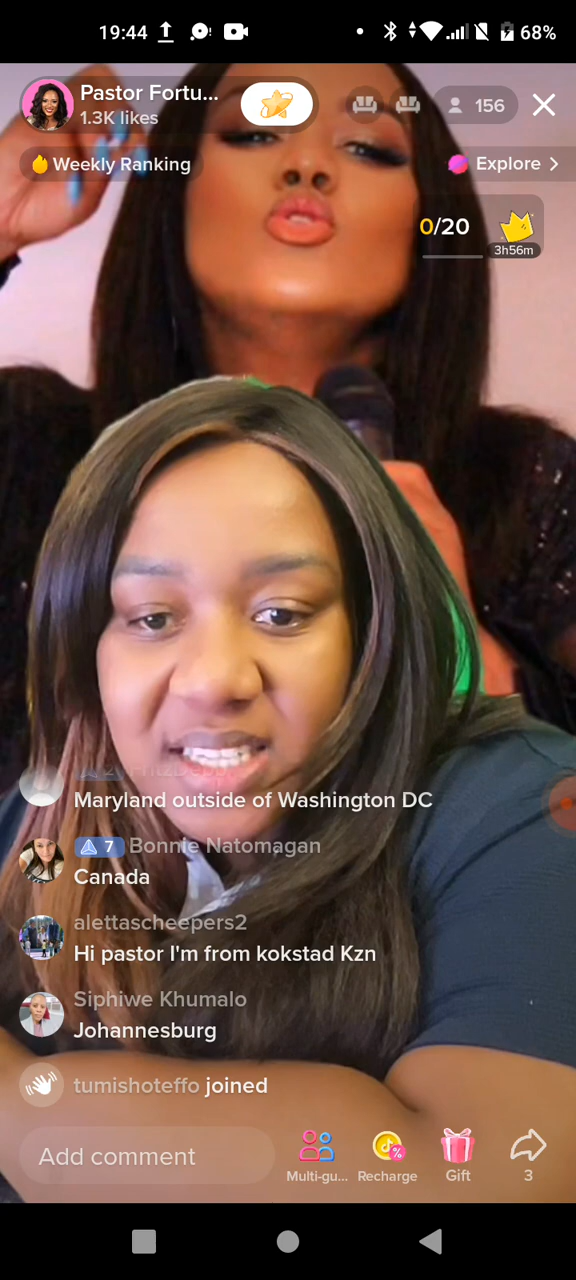 19:44
68%
Pastor Fortu...
1.3K likes
156
Weekly Ranking
Explore >
0/20
3h56m
Maryland outside of Washington DC
7 Bonnie Natomagan
Canada
alettascheepers2
Hi pastor I'm from kokstad Kzn
Siphiwe Khumalo
Johannesburg
tumishoteffo joined
Add comment
Multi-gu...
Recharge
Gift
3